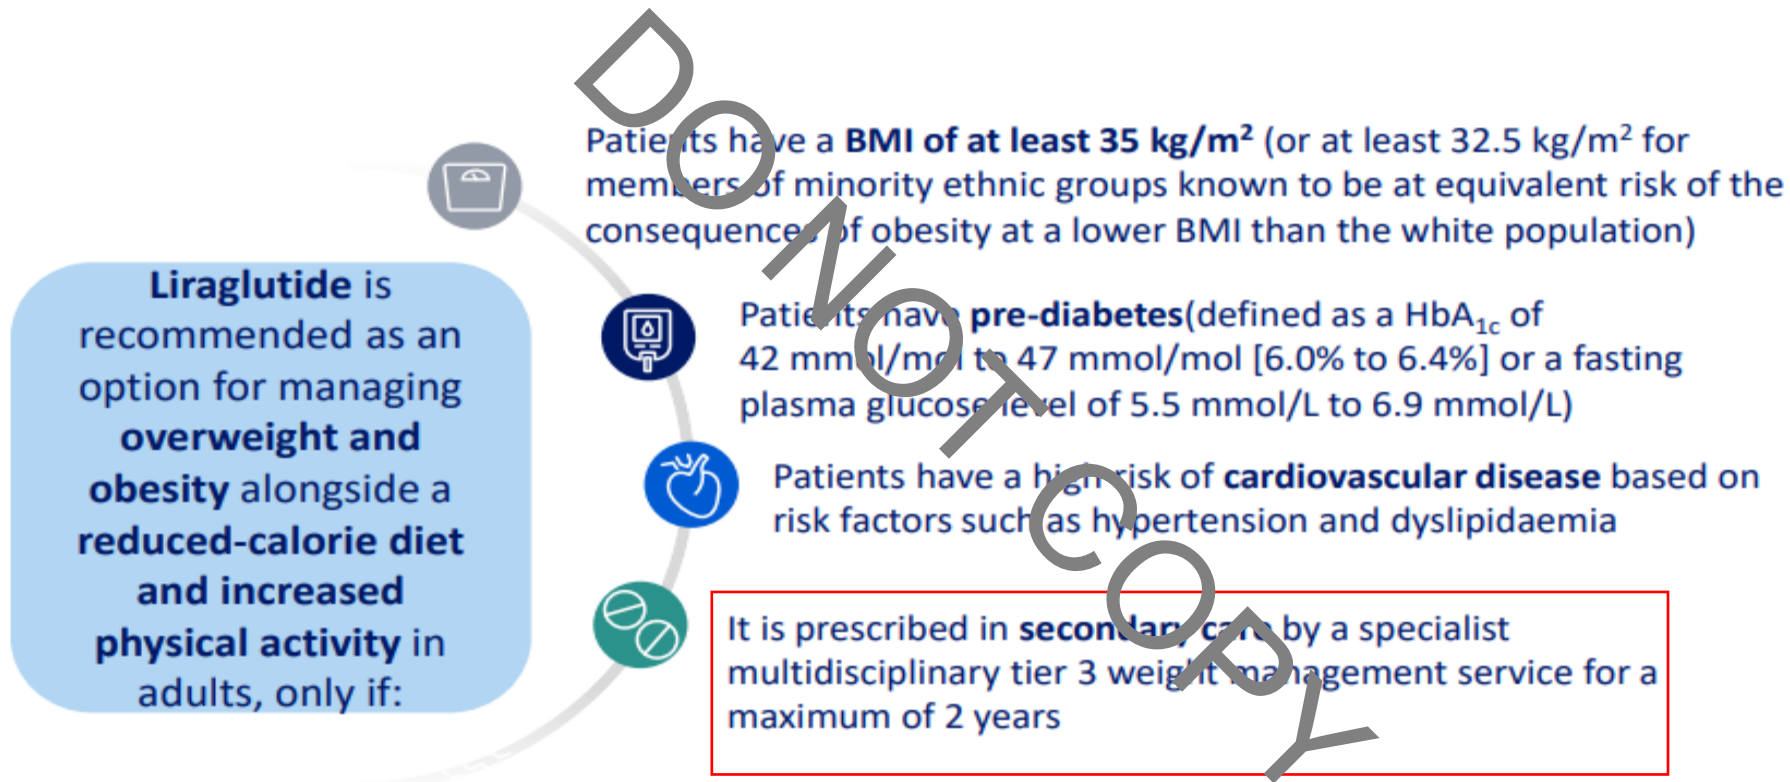 Liraglutide is
recommended as an
option for managing
overweight and
obesity alongside a
reduced-calorie diet
and increased
physical activity in
adults, only if:
Patients have a BMI of at least 35 kg/m² (or at least 32.5 kg/m² for
members of minority ethnic groups known to be at equivalent risk of the
consequences of obesity at a lower BMI than the white population)
Patients have pre-diabetes(defined as a HbA1c of
42 mmol/mol to 47 mmol/mol [6.0% to 6.4%] or a fasting
plasma glucose level of 5.5 mmol/L to 6.9 mmol/L)
Patients have a high risk of cardiovascular disease based on
risk factors such as hypertension and dyslipidaemia
It is prescribed in secondary care by a specialist
multidisciplinary tier 3 weight management service for a
maximum of 2 years
DO NOT COPY